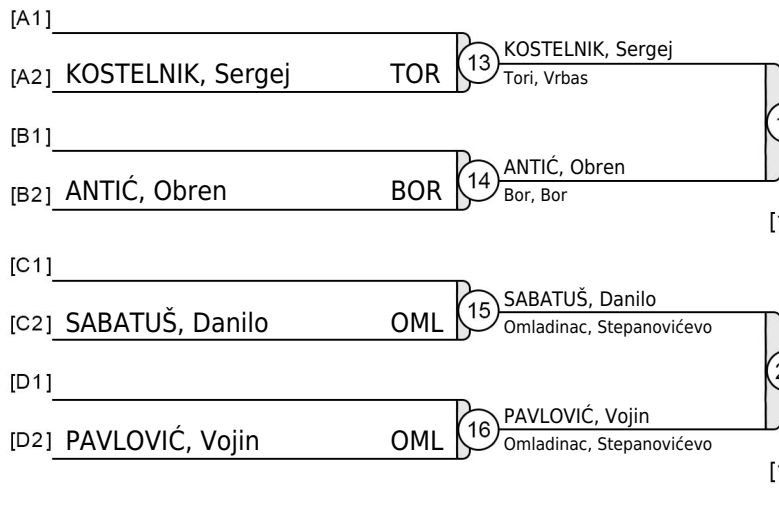 [A1]
[A2] KOSTELNIK, Sergej TOR
13
KOSTELNIK, Sergej
Tori, Vrbas
[B1]
[B2] ANTIĆ, Obren BOR
14
ANTIĆ, Obren
Bor, Bor
[C1]
[C2] SABATUŠ, Danilo OML
15
SABATUŠ, Danilo
Omladinac, Stepanovićevo
[D1]
[D2] PAVLOVIĆ, Vojin OML
16
PAVLOVIĆ, Vojin
Omladinac, Stepanovićevo